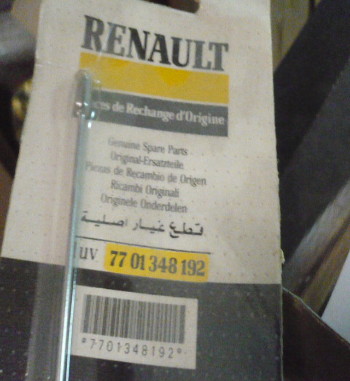 RENAULT
de Rechange d'Origine
Genuine Spare Parts
Original-Ersatzteile
Piezas de Recambio de Origen
Ricambi Originali
Originele Onderdelen
قطع غيار اصلية
UV 77 01 348 192
*7701348192*